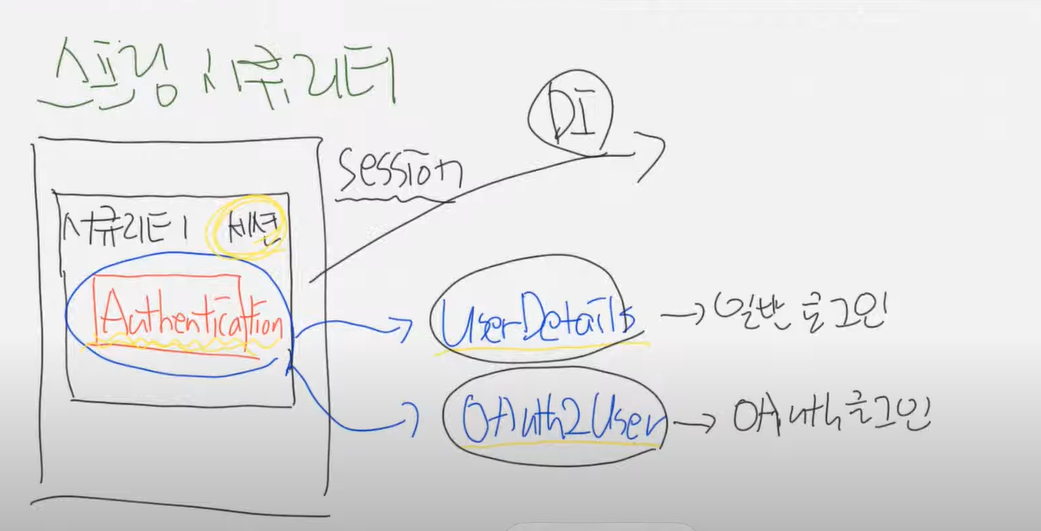 스프링 시큐리티
DI
session
시큐리티 세션
Authentication
UserDetails → 일반 로그인
OAuth2User → OAuth 로그인